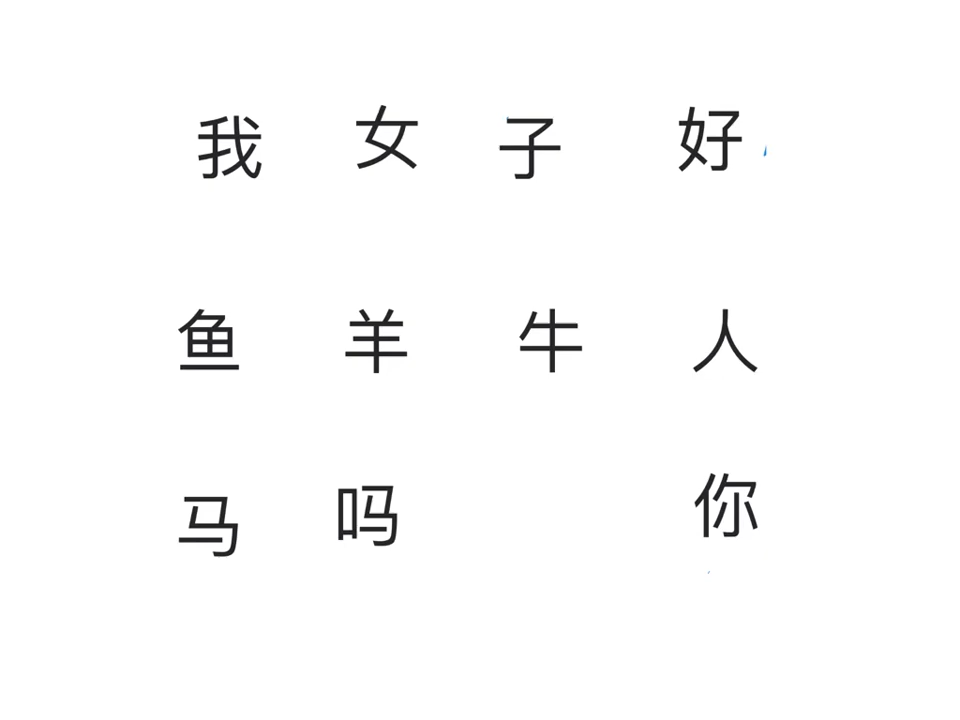 我 女 子 好
鱼 羊 牛 人
马 吗 你